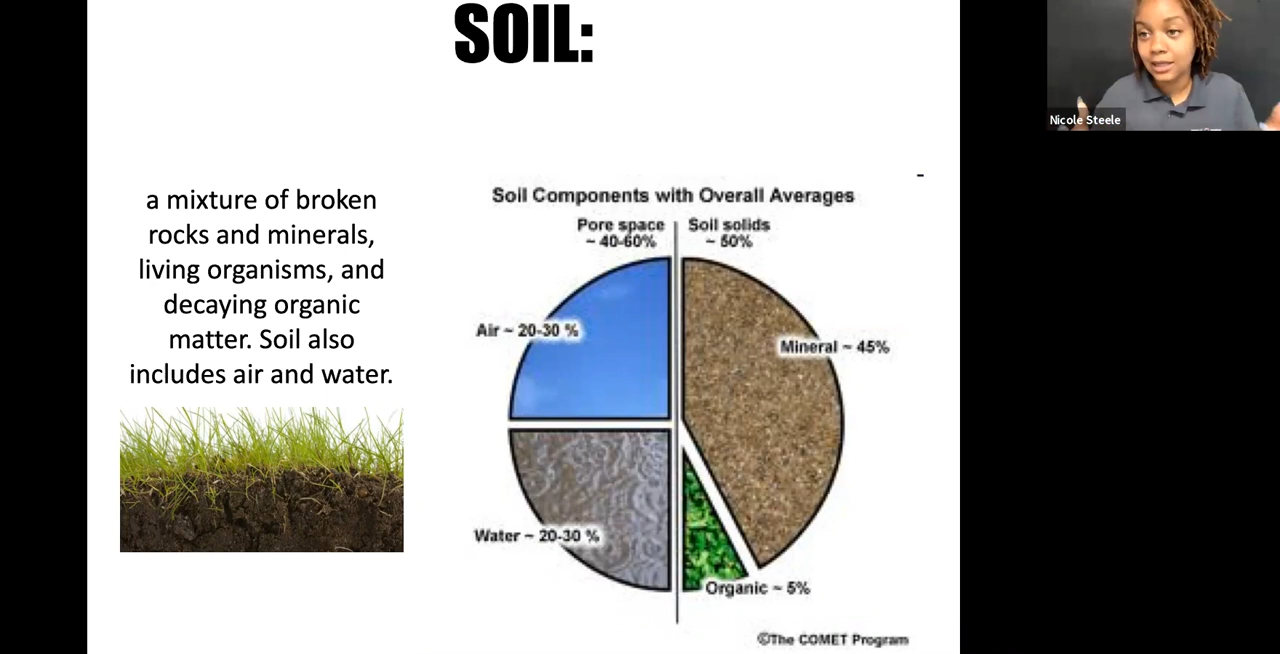 SOIL:
Nicole Steele
a mixture of broken
rocks and minerals,
living organisms, and
decaying organic
matter. Soil also
includes air and water.
-
Soil Components with Overall Averages
Pore space
~ 40-60%
Soil solids
~ 50%
Air ~ 20-30 %
Mineral ~ 45%
Water ~ 20-30 %
Organic ~ 5%
©The COMET Program